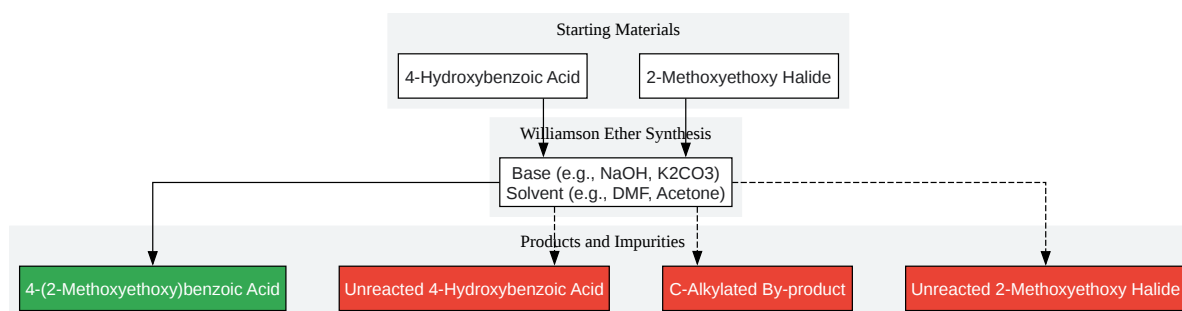 Starting Materials
4-Hydroxybenzoic Acid
2-Methoxyethoxy Halide
Williamson Ether Synthesis
Base (e.g., NaOH, K2CO3)
Solvent (e.g., DMF, Acetone)
Products and Impurities
4-(2-Methoxyethoxy)benzoic Acid
Unreacted 4-Hydroxybenzoic Acid
C-Alkylated By-product
Unreacted 2-Methoxyethoxy Halide